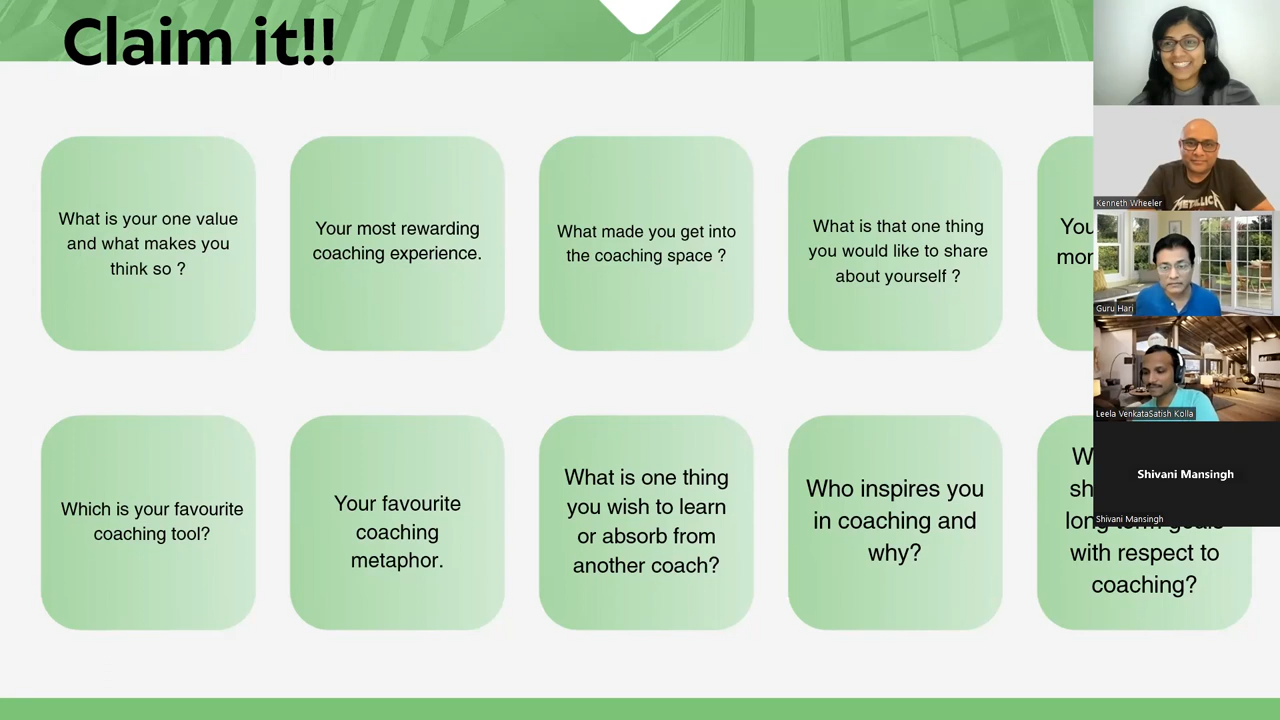 Claim it!!
What is your one value
and what makes you
think so ?
Your most rewarding
coaching experience.
What made you get into
the coaching space ?
What is that one thing
you would like to share
about yourself ?
Which is your favourite
coaching tool?
Your favourite
coaching
metaphor.
What is one thing
you wish to learn
or absorb from
another coach?
Who inspires you
in coaching and
why?
long term goals
with respect to
coaching?
METALLICA
Kenneth Wheeler
Guru Hari
Leela VenkataSatish Kolla
Shivani Mansingh
Shivani Mansingh